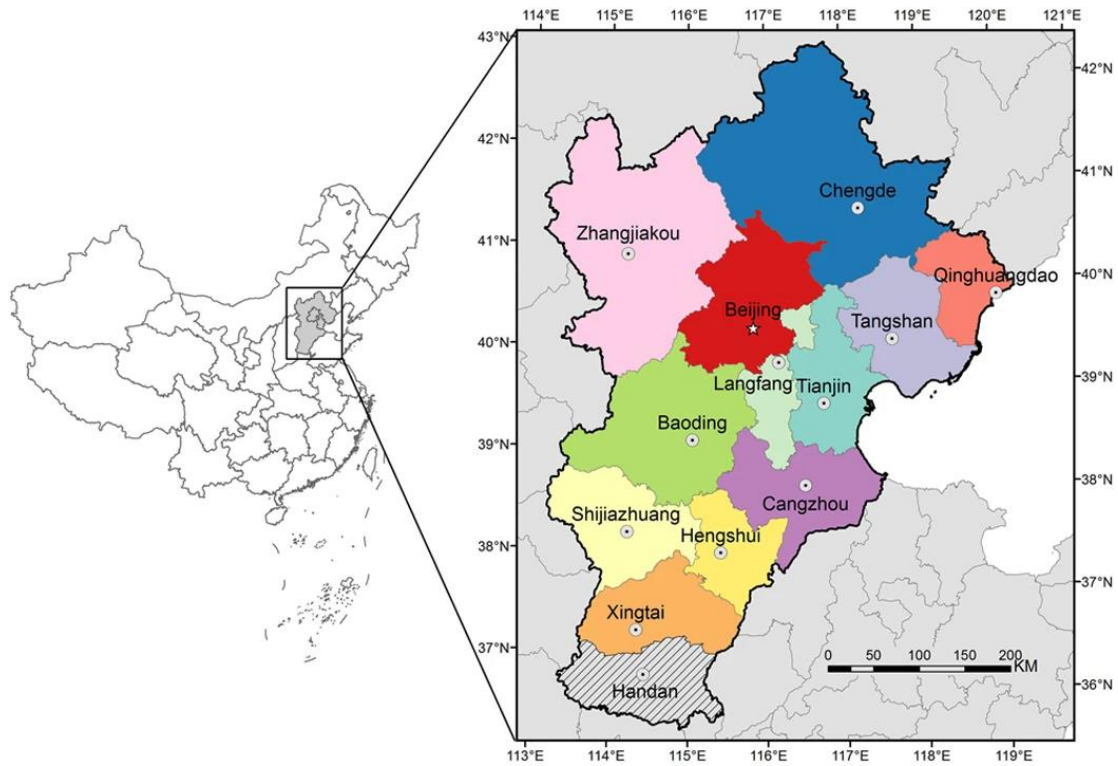 114°E 115°E 116°E 117°E 118°E 119°E 120°E 121°E
43°N
42°N
42°N
41°N
Chengde
Zhangjiakou
41°N
40°N
Qinghuangdao
Beijing
Tangshan
40°N
39°N
Langfang
Tianjin
Baoding
39°N
38°N
Cangzhou
Shijiazhuang
Hengshui
38°N
37°N
Xingtai
37°N
0 50 100 150 200
KM
36°N
Handan
113°E 114°E 115°E 116°E 117°E 118°E 119°E